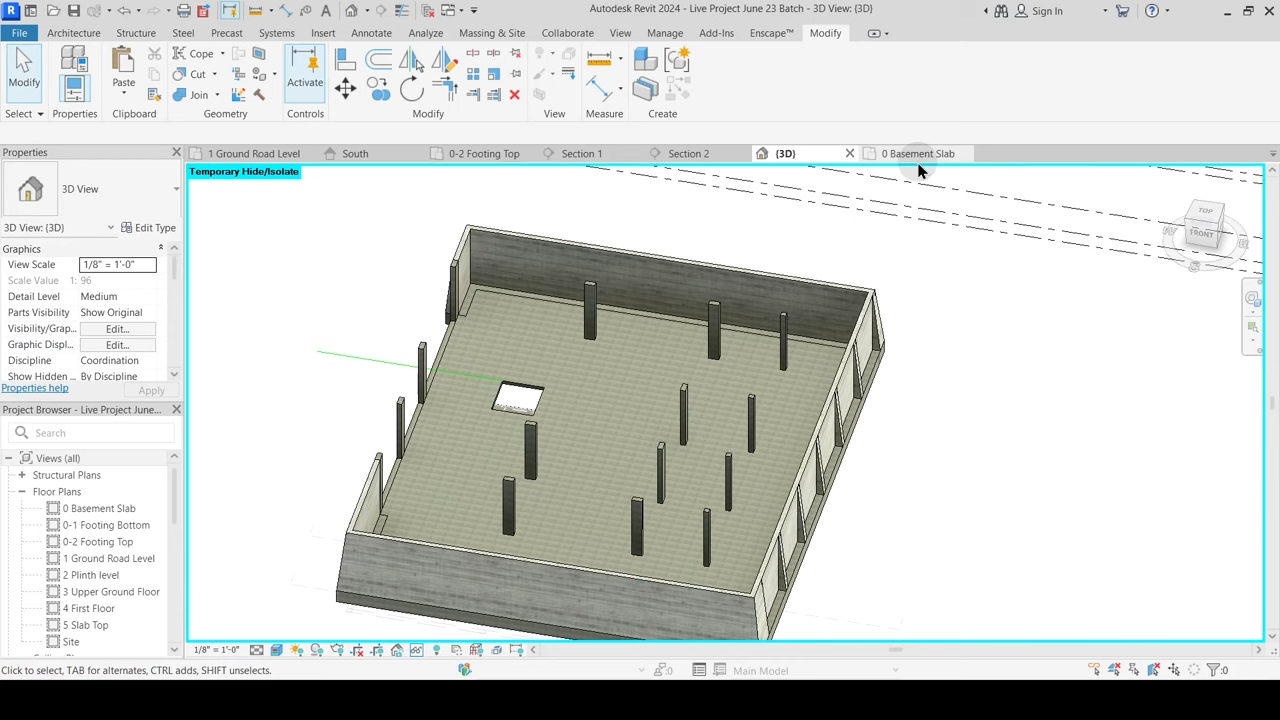 Autodesk Revit 2024 - Live Project June 23 Batch - 3D View: {3D}
Sign In
File Architecture Structure Steel Precast Systems Insert Annotate Analyze Massing & Site Collaborate View Manage Add-Ins Enscape™ Modify
Modify Paste Cope Cut Join Activate
Select Properties Clipboard Geometry Controls Modify View Measure Create
Properties
1 Ground Road Level South 0-2 Footing Top Section 1 Section 2 {3D} 0 Basement Slab
Temporary Hide/Isolate
3D View
3D View: {3D} Edit Type
Graphics
View Scale 1/8" = 1'-0"
Scale Value 1: 96
Detail Level Medium
Parts Visibility Show Original
Visibility/Grap... Edit...
Graphic Displ... Edit...
Discipline Coordination
Show Hidden By Discipline
Properties help Apply
TOP
FRONT
Project Browser - Live Project June...
Search
Views (all)
Structural Plans
Floor Plans
0 Basement Slab
0-1 Footing Bottom
0-2 Footing Top
1 Ground Road Level
2 Plinth level
3 Upper Ground Floor
4 First Floor
5 Slab Top
Site
1/8" = 1'-0"
Click to select, TAB for alternates, CTRL adds, SHIFT unselects.
:0
Main Model
:0